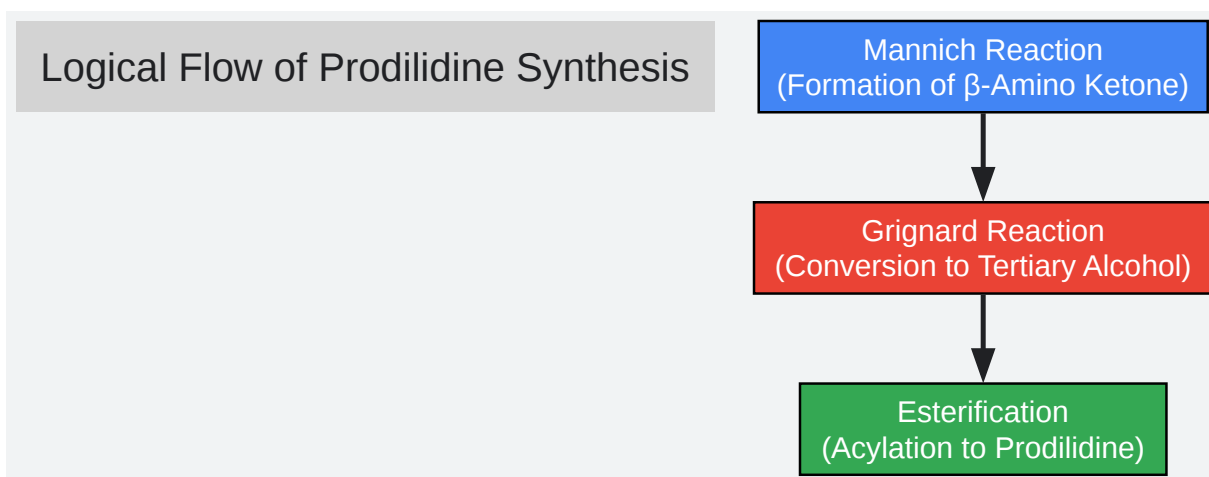 Logical Flow of Prodilidine Synthesis
Mannich Reaction
(Formation of β-Amino Ketone)
Grignard Reaction
(Conversion to Tertiary Alcohol)
Esterification
(Acylation to Prodilidine)